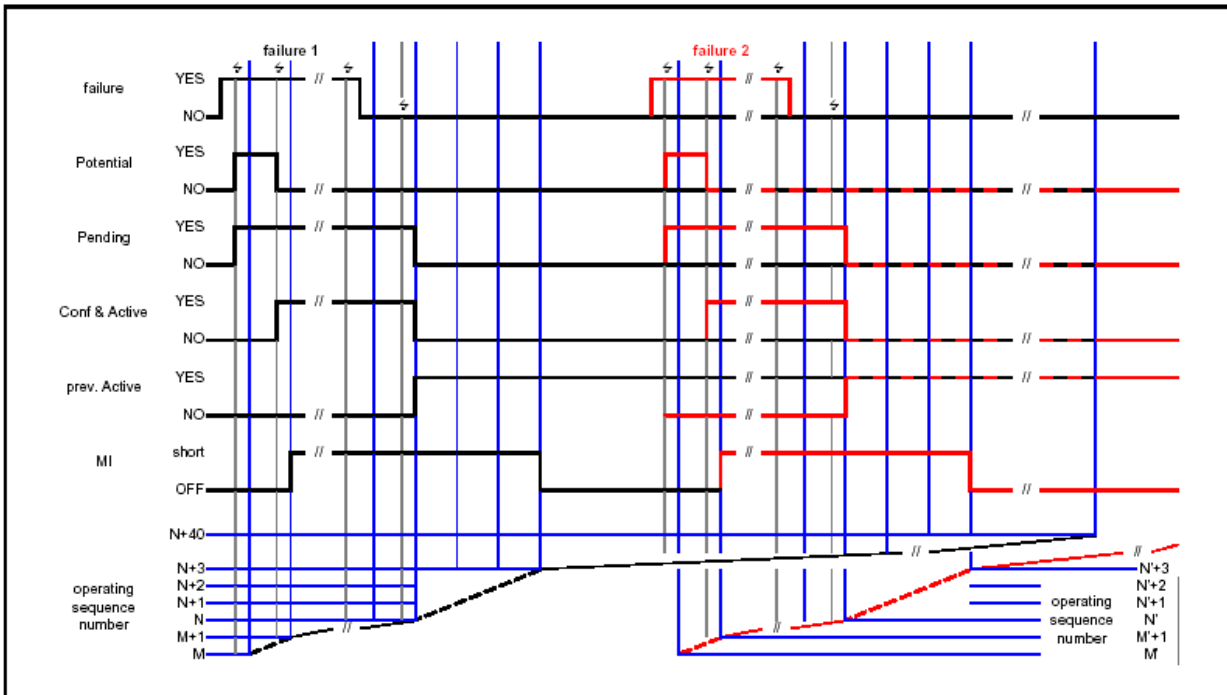 failure 1
failure 2
failure
YES
NO
//
//
//
Potential
YES
NO
//
//
//
Pending
YES
NO
//
//
//
Conf & Active
YES
NO
//
//
//
prev. Active
YES
NO
//
//
//
MI
short
OFF
//
//
//
N+40
N+3
N+2
N+1
N
M+1
M
operating
sequence
number
//
//
//
//
operating
sequence
number
N'+3
N'+2
N'+1
N'
M'+1
M'